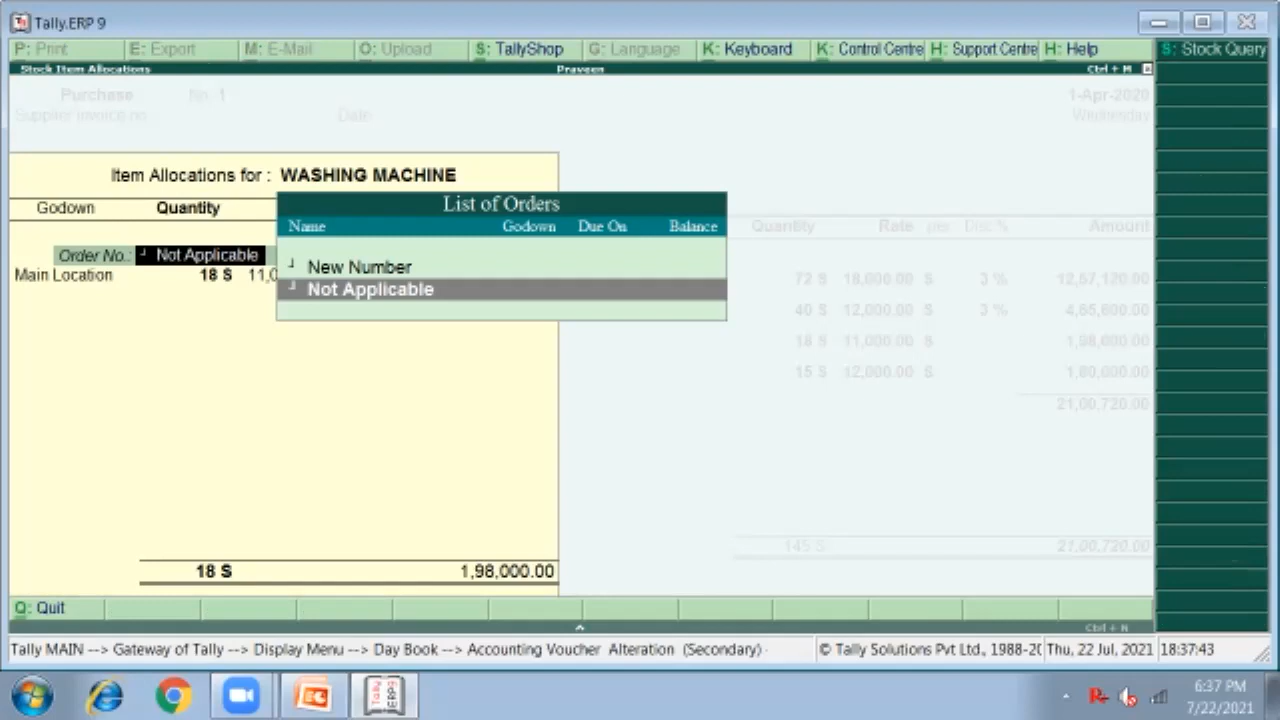 Tally.ERP 9
P: Print E: Export M: E-Mail O: Upload S: TallyShop G: Language K: Keyboard K: Control Centre H: Support Centre H: Help S: Stock Query
Stock Item Allocations Praveen Ctrl + M
Purchase No. 1 1-Apr-2020
Supplier invoice no Date Wednesday
Item Allocations for : WASHING MACHINE
Godown Quantity
List of Orders
Name Godown Due On Balance
Quantity Rate per Disc % Amount
Order No.: Not Applicable
New Number
Main Location 18 S 11,0
Not Applicable
72 S 18,000.00 S 3 % 12,57,120.00
40 S 12,000.00 S 3 % 4,65,600.00
18 S 11,000.00 S 1,98,000.00
15 S 12,000.00 S 1,80,000.00
21,00,720.00
145 S 21,00,720.00
18 S 1,98,000.00
Q: Quit
Ctrl + N
Tally MAIN --> Gateway of Tally --> Display Menu --> Day Book --> Accounting Voucher Alteration (Secondary) © Tally Solutions Pvt Ltd., 1988-20 Thu, 22 Jul, 2021 18:37:43
6:37 PM
7/22/2021